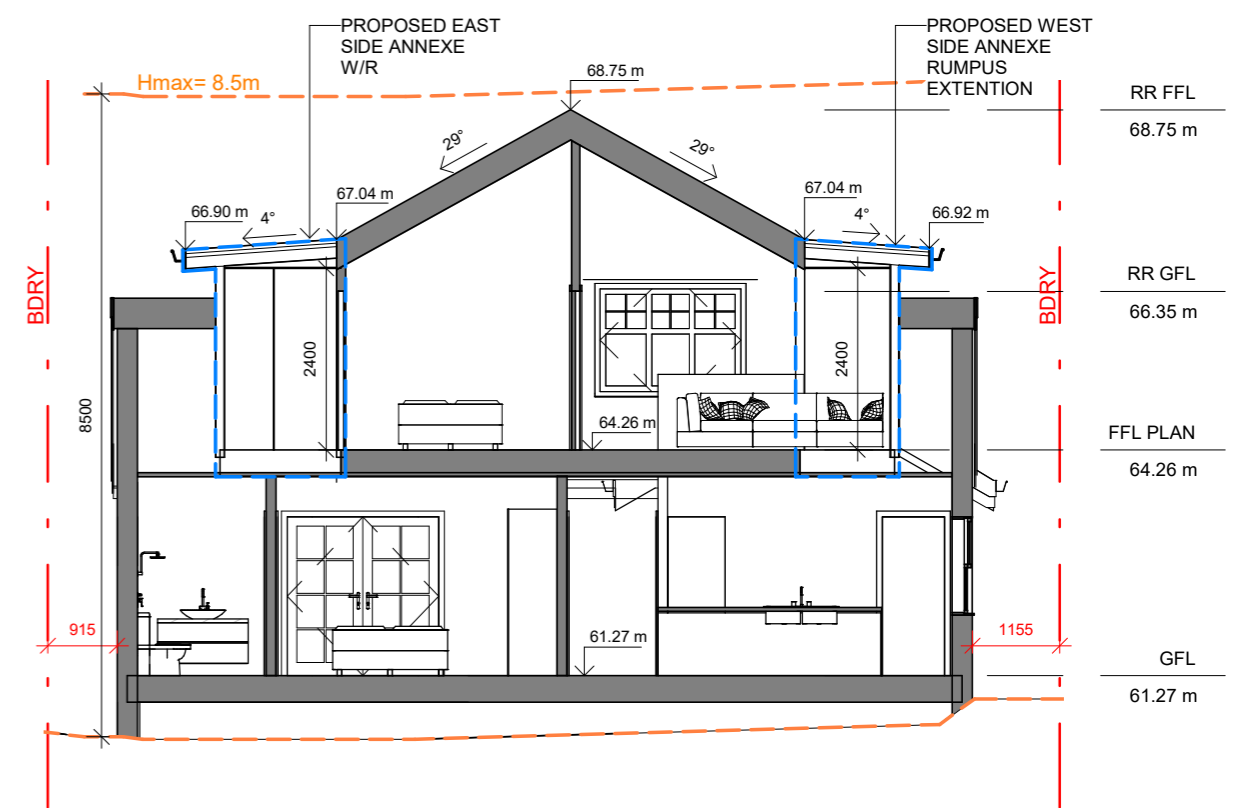 PROPOSED EAST
SIDE ANNEXE
W/R
PROPOSED WEST
SIDE ANNEXE
RUMPUS
EXTENTION
Hmax= 8.5m
68.75 m
RR FFL
68.75 m
29°
29°
66.90 m
4°
67.04 m
67.04 m
4°
66.92 m
BDRY
BDRY
RR GFL
66.35 m
2400
2400
8500
64.26 m
FFL PLAN
64.26 m
915
61.27 m
1155
GFL
61.27 m